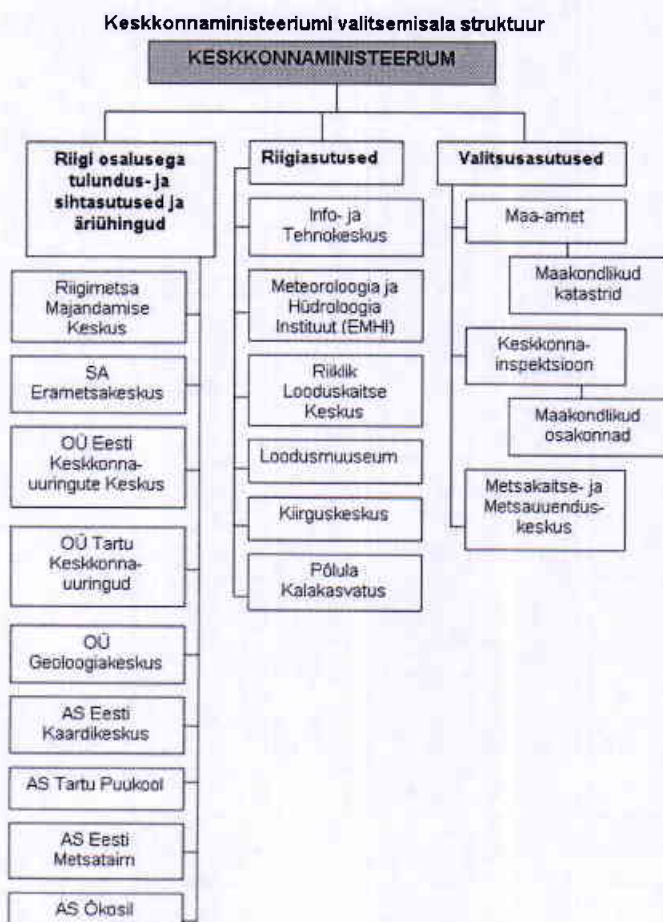 Keskkonnaministeeriumi valitsemisala struktuur
KESKKONNAMINISTEERIUM
Riigi osalusega
tulundus- ja
sihtasutused ja
äriühingud
Riigimetsa
Majandamise
Keskus
SA
Erametsakeskus
OÜ Eesti
Keskkonna-
uuringute Keskus
OÜ Tartu
Keskkonna-
uuringud
OÜ
Geoloogiakeskus
AS Eesti
Kaardikeskus
AS Tartu Puukool
AS Eesti
Metsataim
AS Ökosil
Riigiasutused
Info- ja
Tehnokeskus
Meteoroloogia ja
Hüdroloogia
Instituut (EMHI)
Riiklik
Looduskaitse
Keskus
Loodusmuuseum
Kiirguskeskus
Põlula
Kalakasvatus
Valitsusasutused
Maa-amet
Maakondlikud
katastrid
Keskkonna-
inspektsioon
Maakondlikud
osakonnad
Metsakaitse- ja
Metsauuendus-
keskus